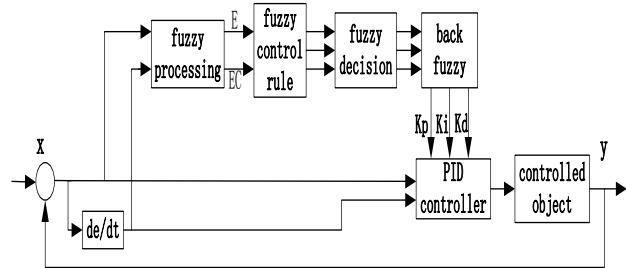 fuzzy
processing
E
EC
fuzzy
control
rule
fuzzy
decision
back
fuzzy
Kp Ki Kd
x
PID
controller
controlled
object
y
de/dt